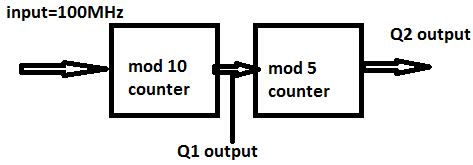 input=100MHz
mod 10
counter
mod 5
counter
Q2 output
Q1 output